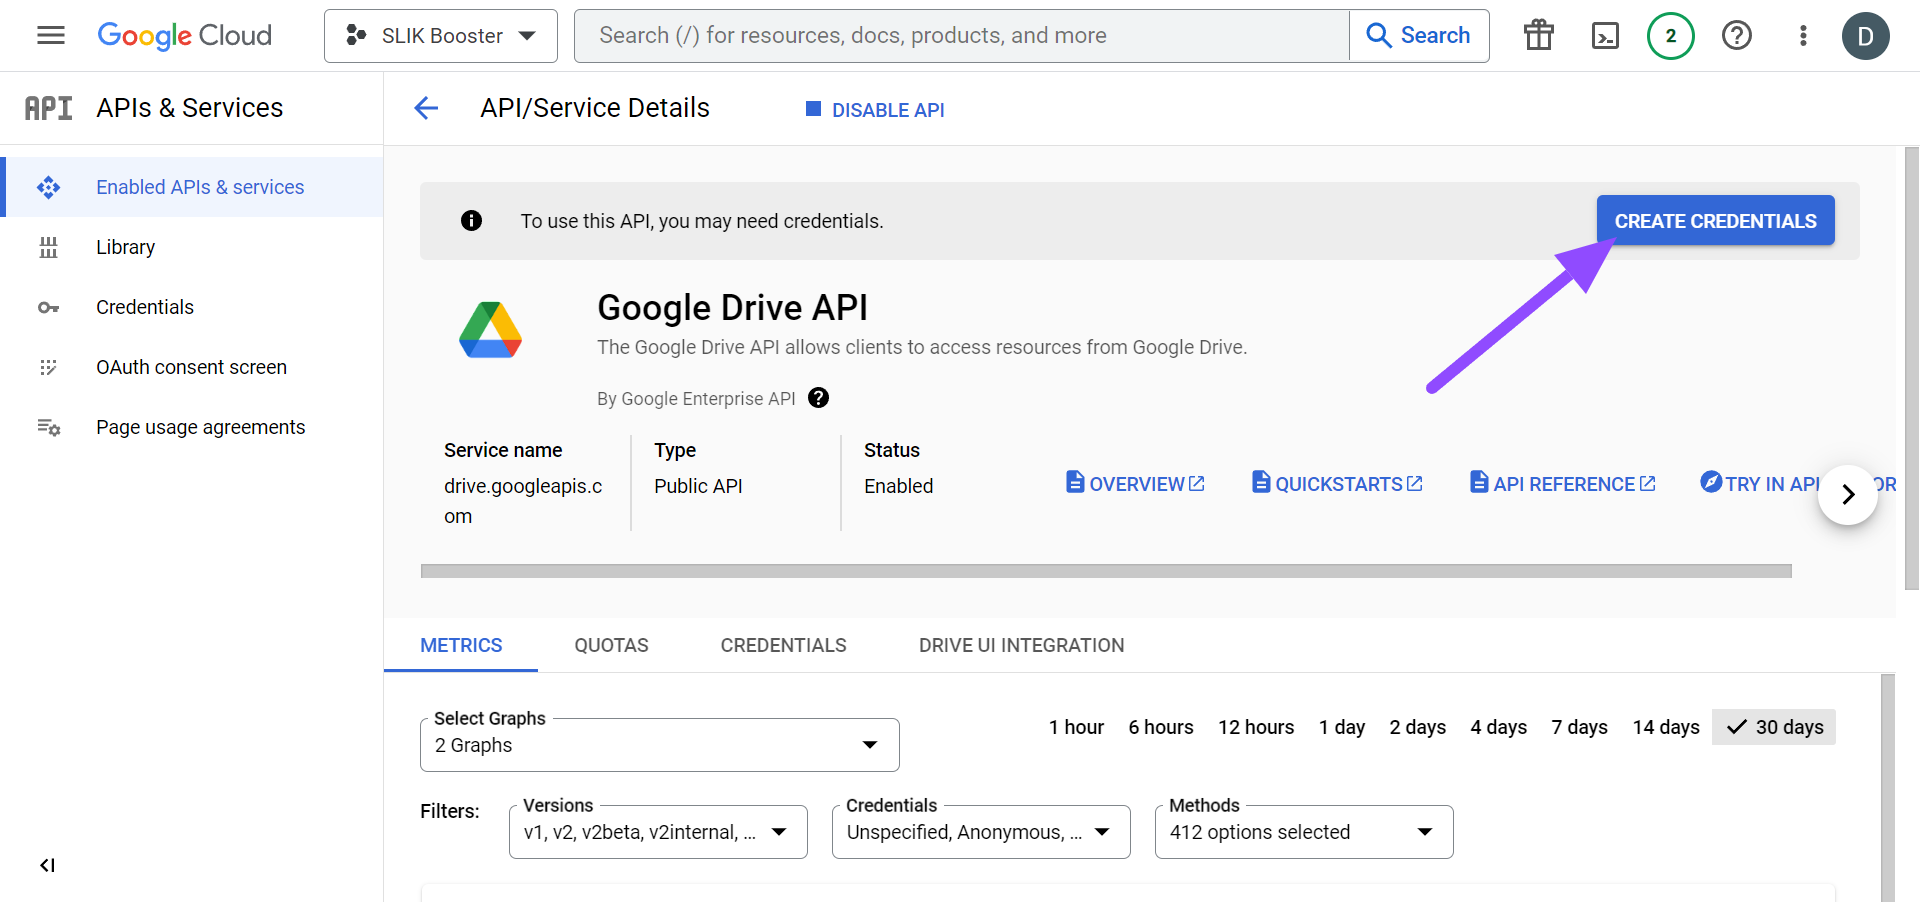 Google Cloud
SLIK Booster
Search (/) for resources, docs, products, and more
Search
2
D
API
APIs & Services
API/Service Details
DISABLE API
Enabled APIs & services
Library
Credentials
OAuth consent screen
Page usage agreements
To use this API, you may need credentials.
CREATE CREDENTIALS
Google Drive API
The Google Drive API allows clients to access resources from Google Drive.
By Google Enterprise API
Service name
drive.googleapis.c
om
Type
Public API
Status
Enabled
OVERVIEW
QUICKSTARTS
API REFERENCE
TRY IN API
METRICS
QUOTAS
CREDENTIALS
DRIVE UI INTEGRATION
Select Graphs
2 Graphs
1 hour 6 hours 12 hours 1 day 2 days 4 days 7 days 14 days 30 days
Filters:
Versions
v1, v2, v2beta, v2internal, ...
Credentials
Unspecified, Anonymous, ...
Methods
412 options selected